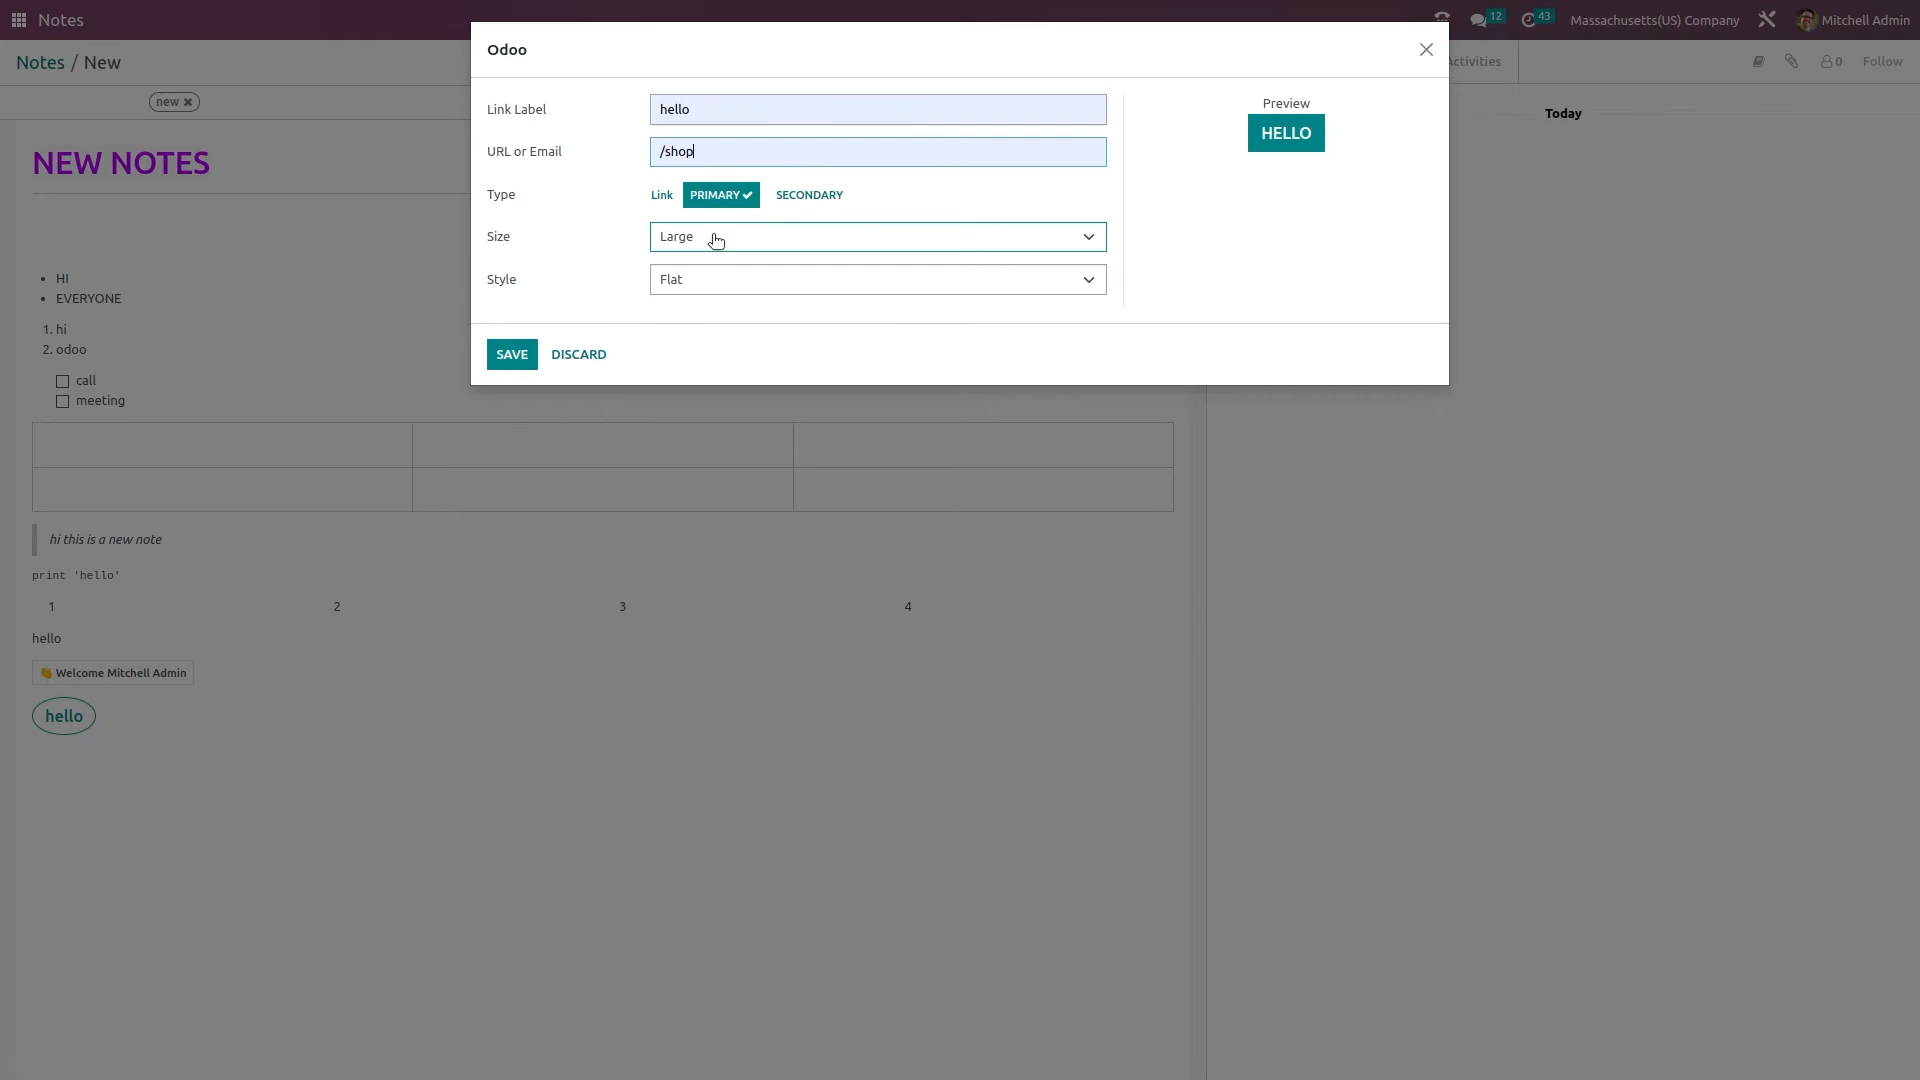 Notes
12
43
Massachusetts(US) Company
Mitchell Admin
Notes / New
Activities
0
Follow
new
Today
Odoo
Link Label
hello
URL or Email
/shop
Type
Link
PRIMARY
SECONDARY
Size
Large
Style
Flat
Preview
HELLO
SAVE
DISCARD
NEW NOTES
• HI
• EVERYONE
1. hi
2. odoo
call
meeting
hi this is a new note
print 'hello'
1 2 3 4
hello
👏 Welcome Mitchell Admin
hello